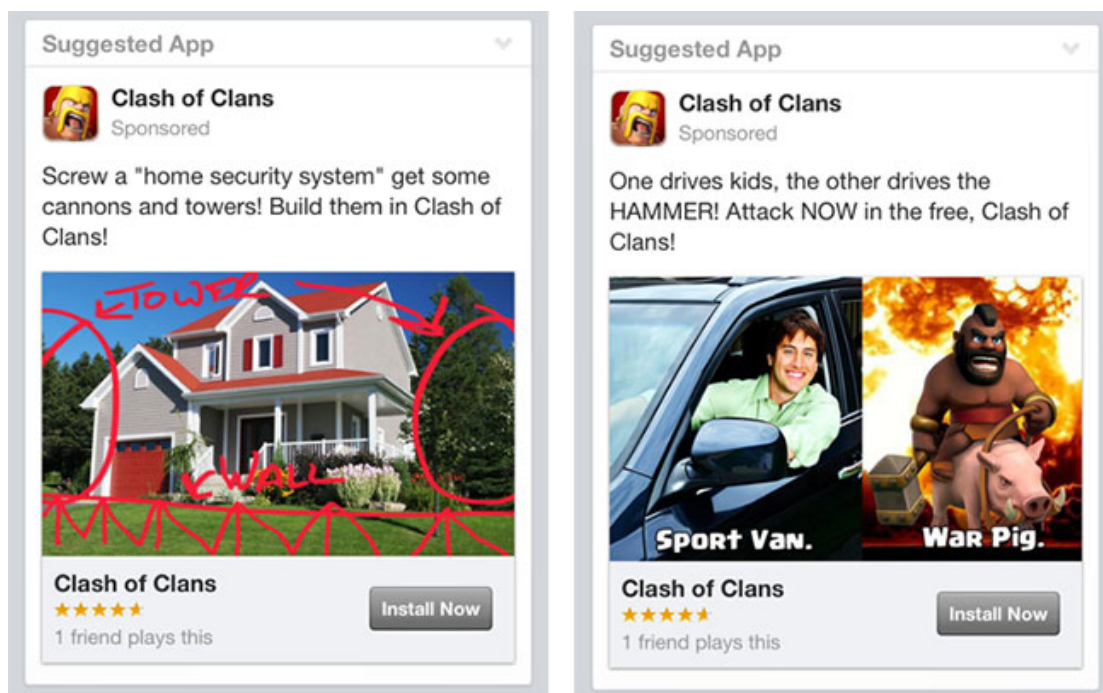 Suggested App
Clash of Clans
Sponsored
Screw a "home security system" get some
cannons and towers! Build them in Clash of
Clans!
TOWER
WALL
Clash of Clans
1 friend plays this
Install Now
Suggested App
Clash of Clans
Sponsored
One drives kids, the other drives the
HAMMER! Attack NOW in the free, Clash of
Clans!
Sport Van.
War Pig.
Clash of Clans
1 friend plays this
Install Now